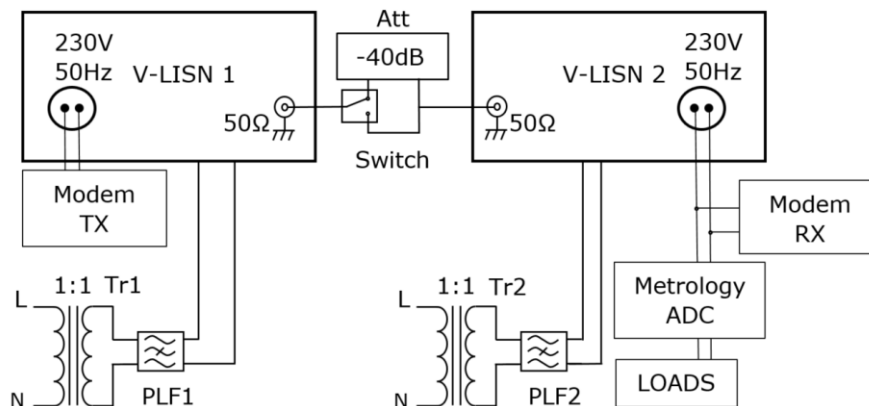 Att
-40dB
Switch
230V
50Hz
V-LISN 1
50Ω
Modem
TX
230V
50Hz
V-LISN 2
50Ω
Modem
RX
Metrology
ADC
LOADS
1:1 Tr1
L
N
PLF1
1:1 Tr2
L
N
PLF2